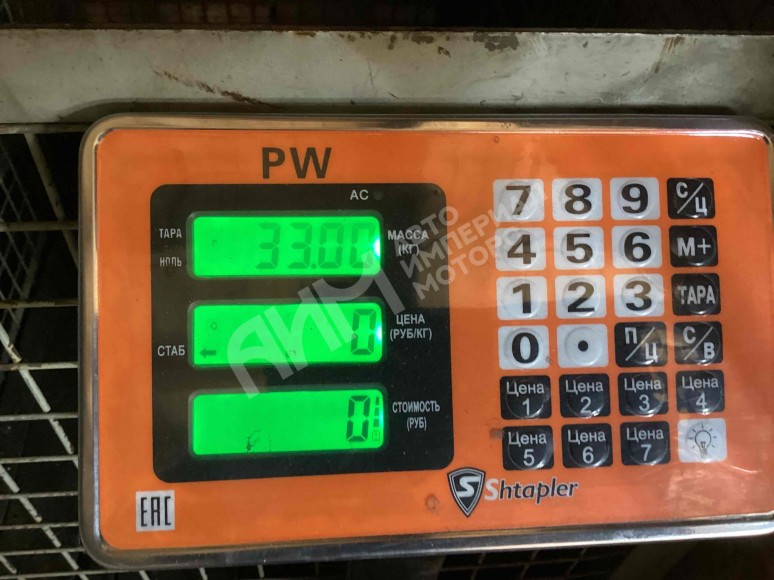 PW
AC
ТАРА
НОЛЬ
33.00
МАССА
(КГ)
СТАБ
0
ЦЕНА
(РУБ/КГ)
0
СТОИМОСТЬ
(РУБ)
7 8 9 С/Ц
4 5 6 М+
1 2 3 ТАРА
0 • П/Ц С/В
Цена 1 Цена 2 Цена 3 Цена 4
Цена 5 Цена 6 Цена 7
EAC
S Shtapler
АИМ АВТО
ИМПЕРИЯ
МОТОРС